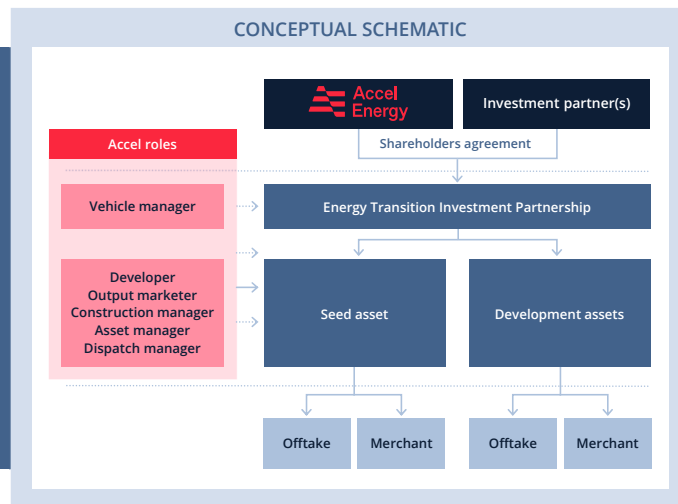 CONCEPTUAL SCHEMATIC
Accel
Energy
Investment partner(s)
Accel roles
Shareholders agreement
Vehicle manager
Energy Transition Investment Partnership
Developer
Output marketer
Construction manager
Asset manager
Dispatch manager
Seed asset
Development assets
Offtake
Merchant
Offtake
Merchant